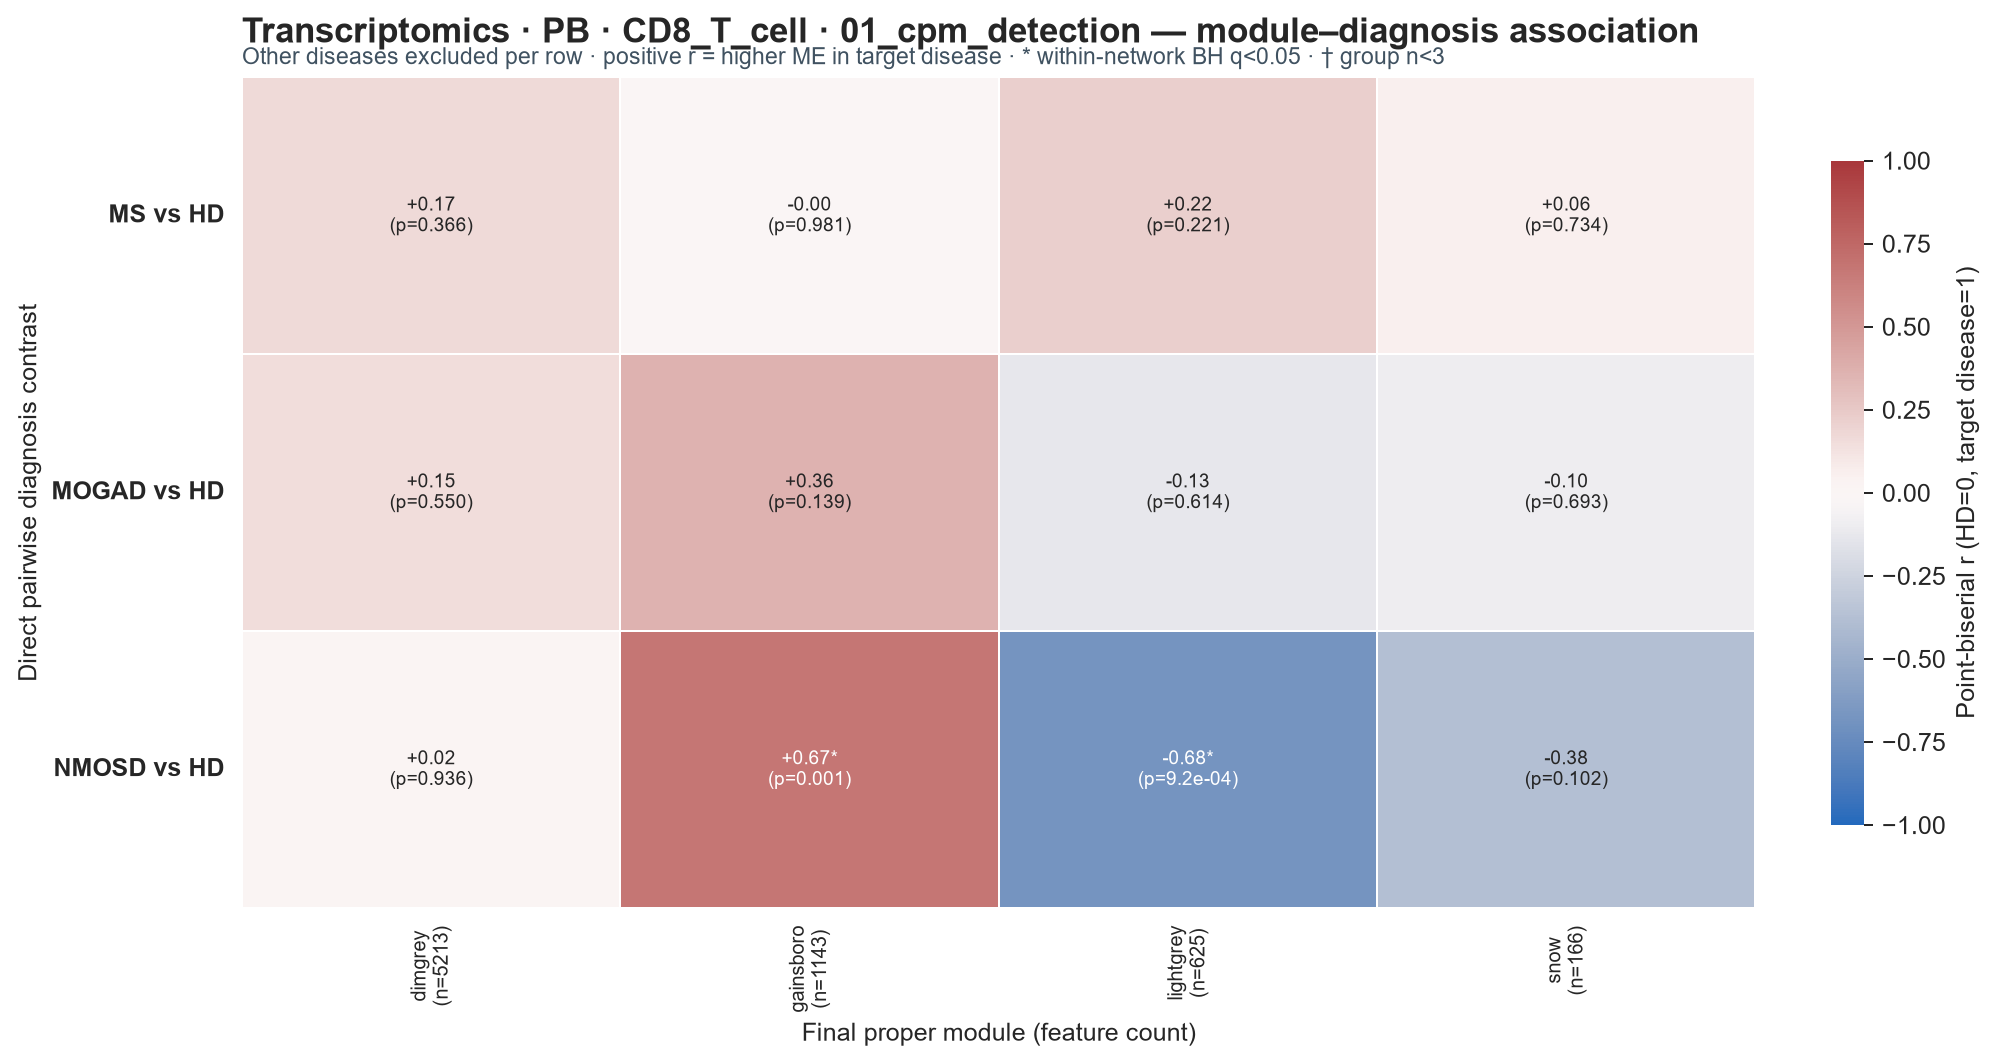 Transcriptomics · PB · CD8_T_cell · 01_cpm_detection — module–diagnosis association
Other diseases excluded per row · positive r = higher ME in target disease · * within-network BH q<0.05 · † group n<3
Direct pairwise diagnosis contrast
MS vs HD
+0.17
(p=0.366)
-0.00
(p=0.981)
+0.22
(p=0.221)
+0.06
(p=0.734)
MOGAD vs HD
+0.15
(p=0.550)
+0.36
(p=0.139)
-0.13
(p=0.614)
-0.10
(p=0.693)
NMOSD vs HD
+0.02
(p=0.936)
+0.67*
(p=0.001)
-0.68*
(p=9.2e-04)
-0.38
(p=0.102)
dimgrey
(n=5213)
gainsboro
(n=1143)
lightgrey
(n=625)
snow
(n=166)
Final proper module (feature count)
1.00
0.75
0.50
0.25
0.00
−0.25
−0.50
−0.75
−1.00
Point-biserial r (HD=0, target disease=1)